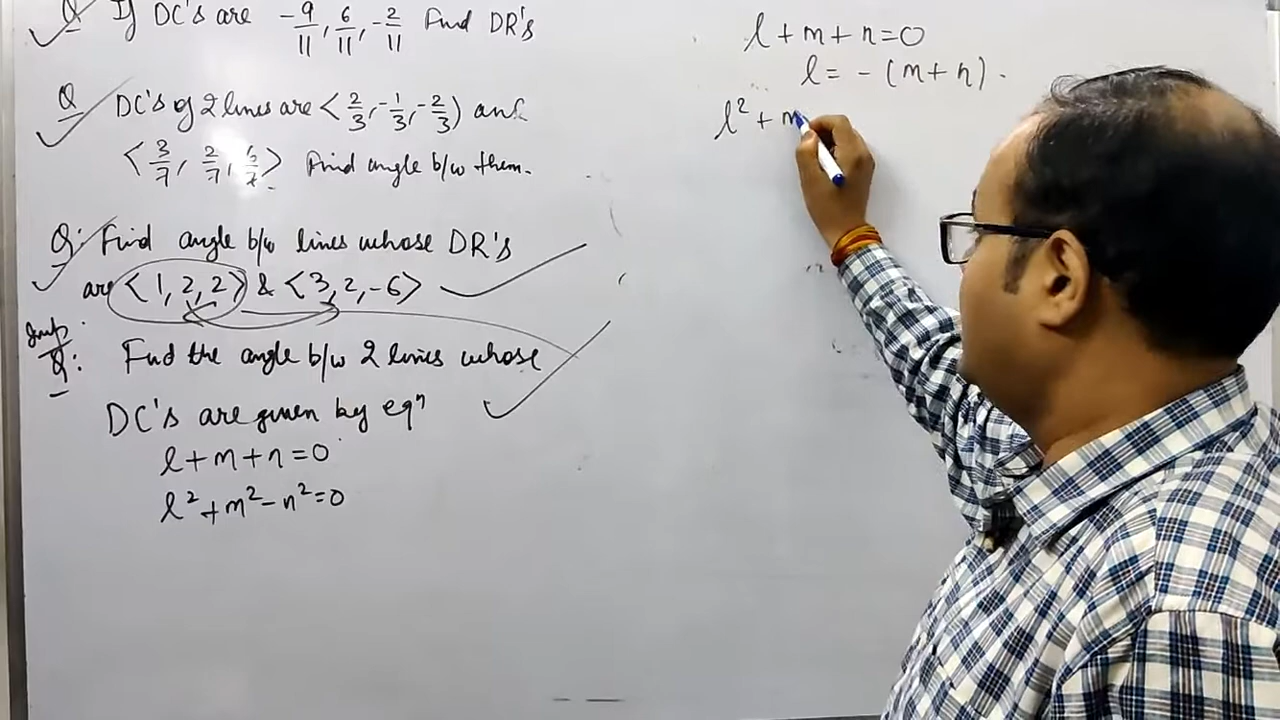 Q If DC's are -9/11, 6/11, -2/11 Find DR's
Q DC's of 2 lines are < 2/3, -1/3, -2/3 > and
< 3/7, 2/7, 6/7 > Find angle b/w them.
Q: Find angle b/w lines whose DR's
are <1, 2, 2> & <3, 2, -6>
Imp
Q: Find the angle b/w 2 lines whose
DC's are given by eqⁿ
l + m + n = 0
l² + m² - n² = 0
l + m + n = 0
l = - (m + n).
l² + m